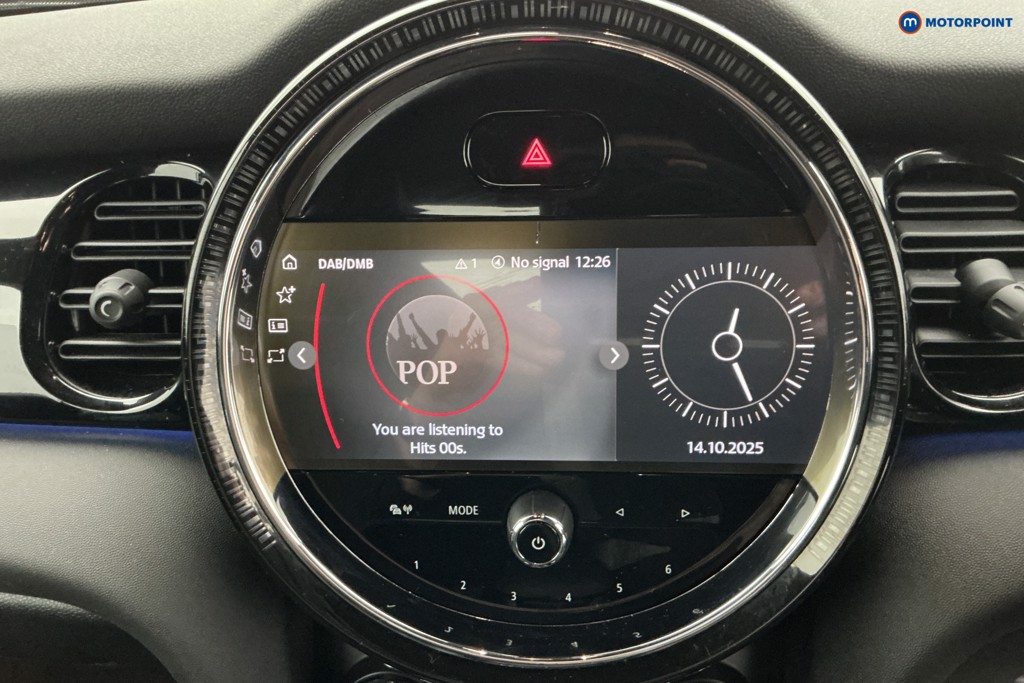 MOTORPOINT
DAB/DMB 1 No signal 12:26
POP
You are listening to
Hits 00s.
14.10.2025
MODE
1 2 3 4 5 6